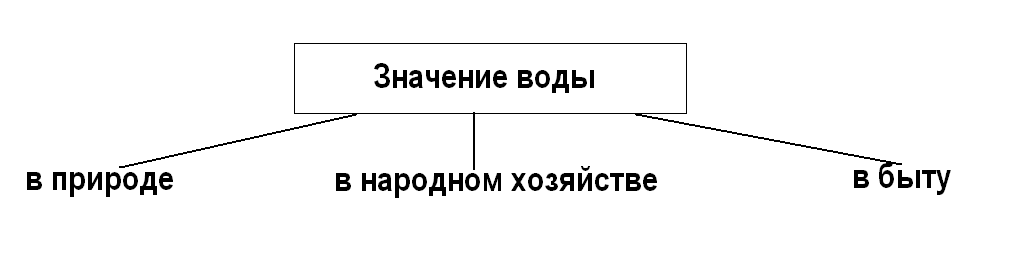 Значение воды
в природе
в народном хозяйстве
в быту